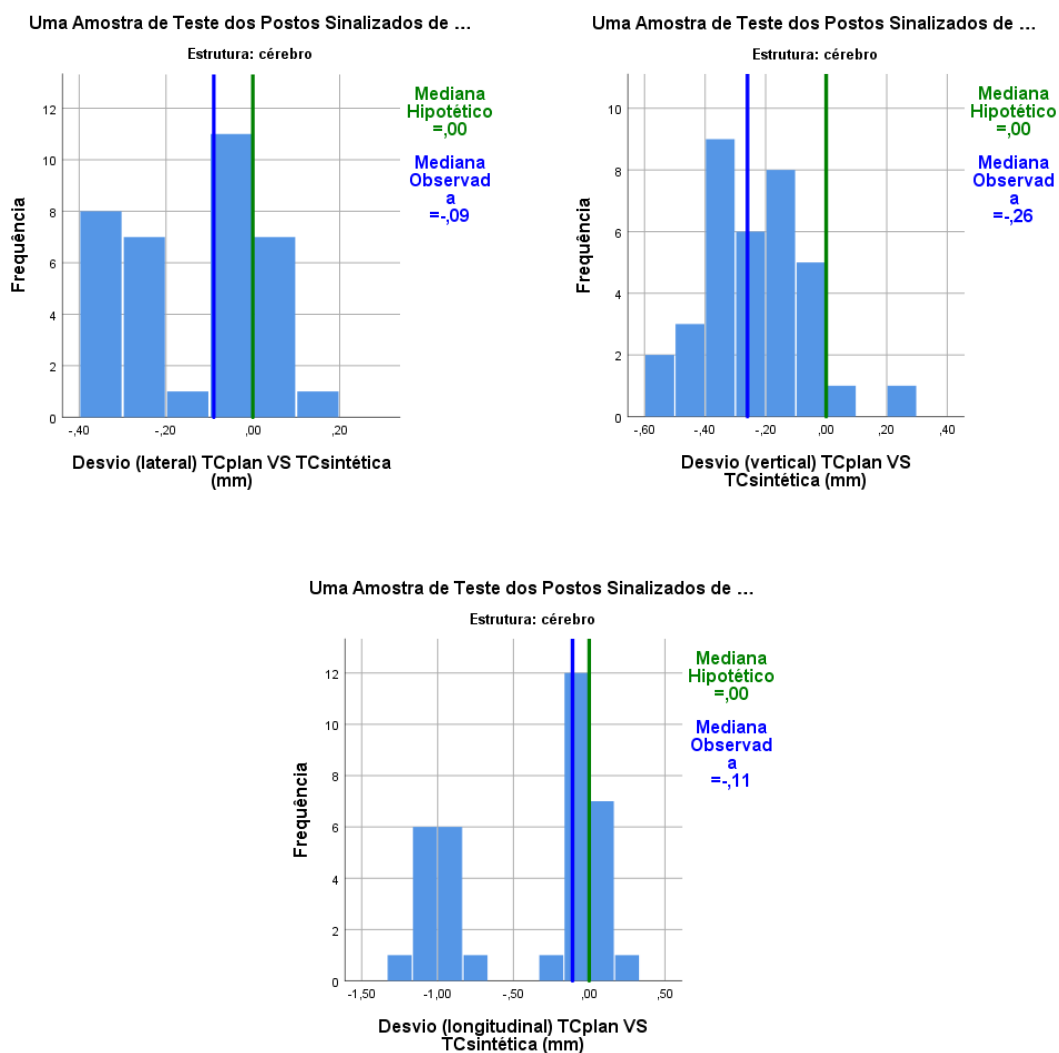 Uma Amostra de Teste dos Postos Sinalizados de ...
Estrutura: cérebro
12
10
8
6
4
2
0
Frequência
-,40
-,20
,00
,20
Desvio (lateral) TCplan VS TCsintética
(mm)
Mediana
Hipotético
=,00
Mediana
Observad
a
=-,09
Uma Amostra de Teste dos Postos Sinalizados de ...
Estrutura: cérebro
10
8
6
4
2
0
Frequência
-,60
-,40
-,20
,00
,20
,40
Desvio (vertical) TCplan VS
TCsintética (mm)
Mediana
Hipotético
=,00
Mediana
Observad
a
=-,26
Uma Amostra de Teste dos Postos Sinalizados de ...
Estrutura: cérebro
12
10
8
6
4
2
0
Frequência
-1,50
-1,00
-,50
,00
,50
Desvio (longitudinal) TCplan VS
TCsintética (mm)
Mediana
Hipotético
=,00
Mediana
Observad
a
=-,11